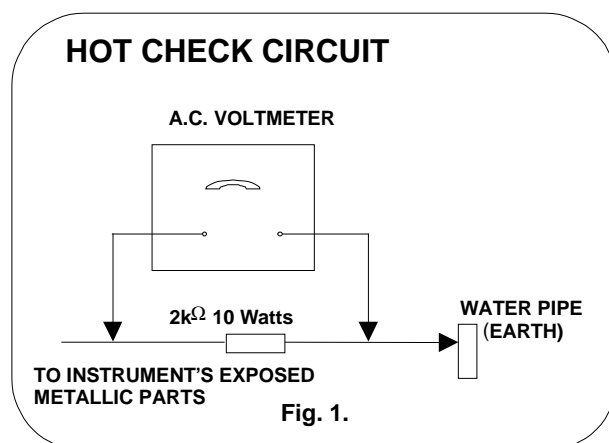 HOT CHECK CIRCUIT
A.C. VOLTMETER
2kΩ 10 Watts
WATER PIPE
(EARTH)
TO INSTRUMENT'S EXPOSED
METALLIC PARTS
Fig. 1.